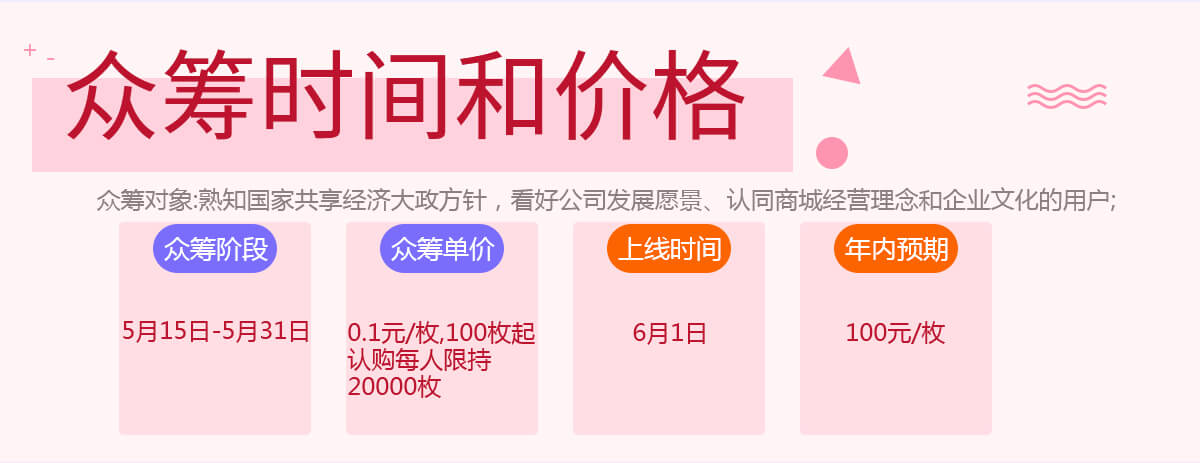 众筹时间和价格
众筹对象:熟知国家共享经济大政方针，看好公司发展愿景、认同商城经营理念和企业文化的用户;
众筹阶段
5月15日-5月31日
众筹单价
0.1元/枚,100枚起
认购每人限持
20000枚
上线时间
6月1日
年内预期
100元/枚